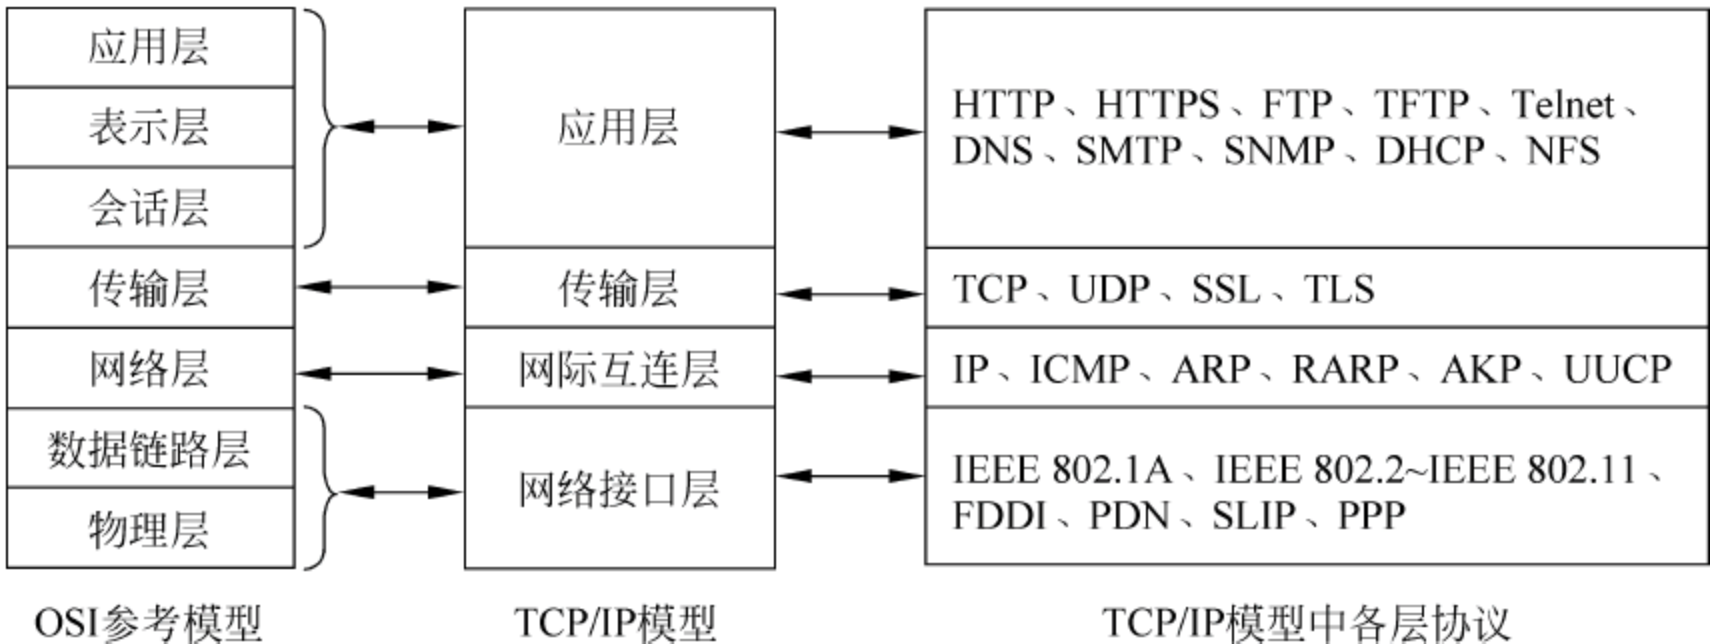 应用层
表示层
会话层
传输层
网络层
数据链路层
物理层
OSI参考模型
应用层
传输层
网际互连层
网络接口层
TCP/IP模型
HTTP、HTTPS、FTP、TFTP、Telnet、
DNS、SMTP、SNMP、DHCP、NFS
TCP、UDP、SSL、TLS
IP、ICMP、ARP、RARP、AKP、UUCP
IEEE 802.1A、IEEE 802.2~IEEE 802.11、
FDDI、PDN、SLIP、PPP
TCP/IP模型中各层协议